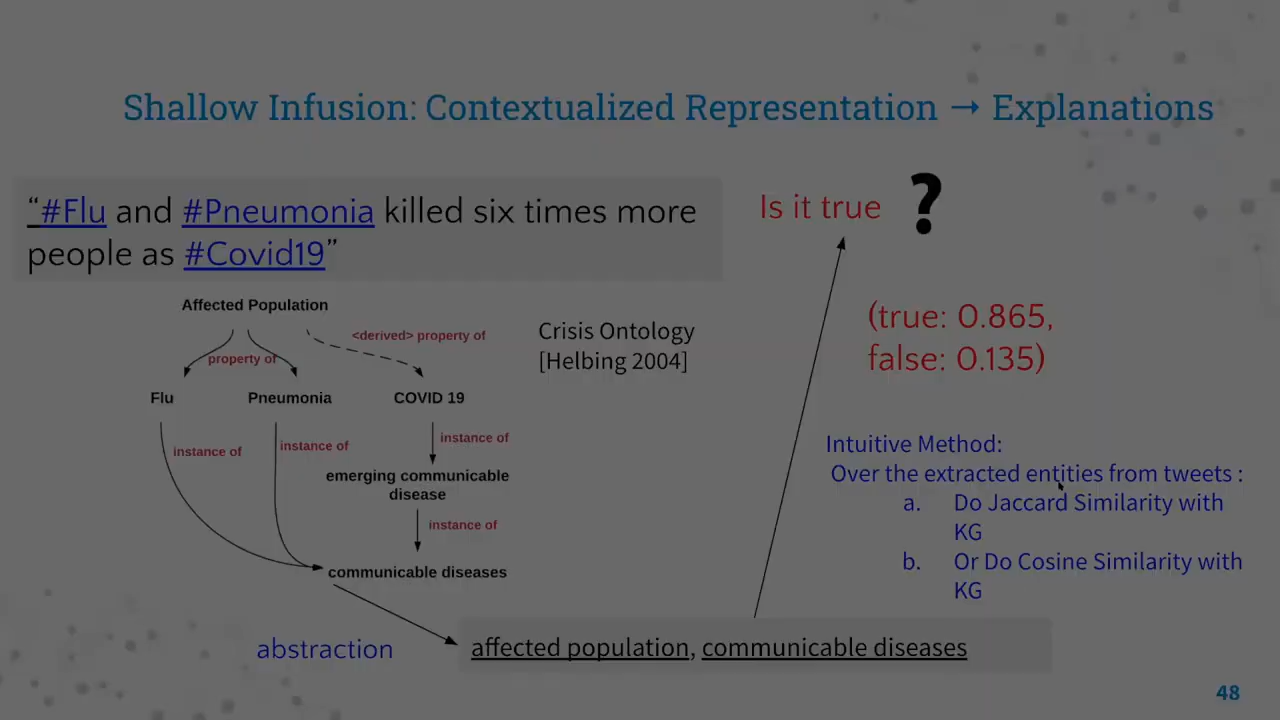 Shallow Infusion: Contextualized Representation → Explanations
“#Flu and #Pneumonia killed six times more
people as #Covid19”
Is it true ?
(true: 0.865,
false: 0.135)
Affected Population
<derived> property of
property of
Crisis Ontology
[Helbing 2004]
Flu
Pneumonia
COVID 19
instance of
instance of
instance of
emerging communicable
disease
instance of
communicable diseases
Intuitive Method:
Over the extracted entities from tweets :
a. Do Jaccard Similarity with
KG
b. Or Do Cosine Similarity with
KG
abstraction
affected population, communicable diseases
48